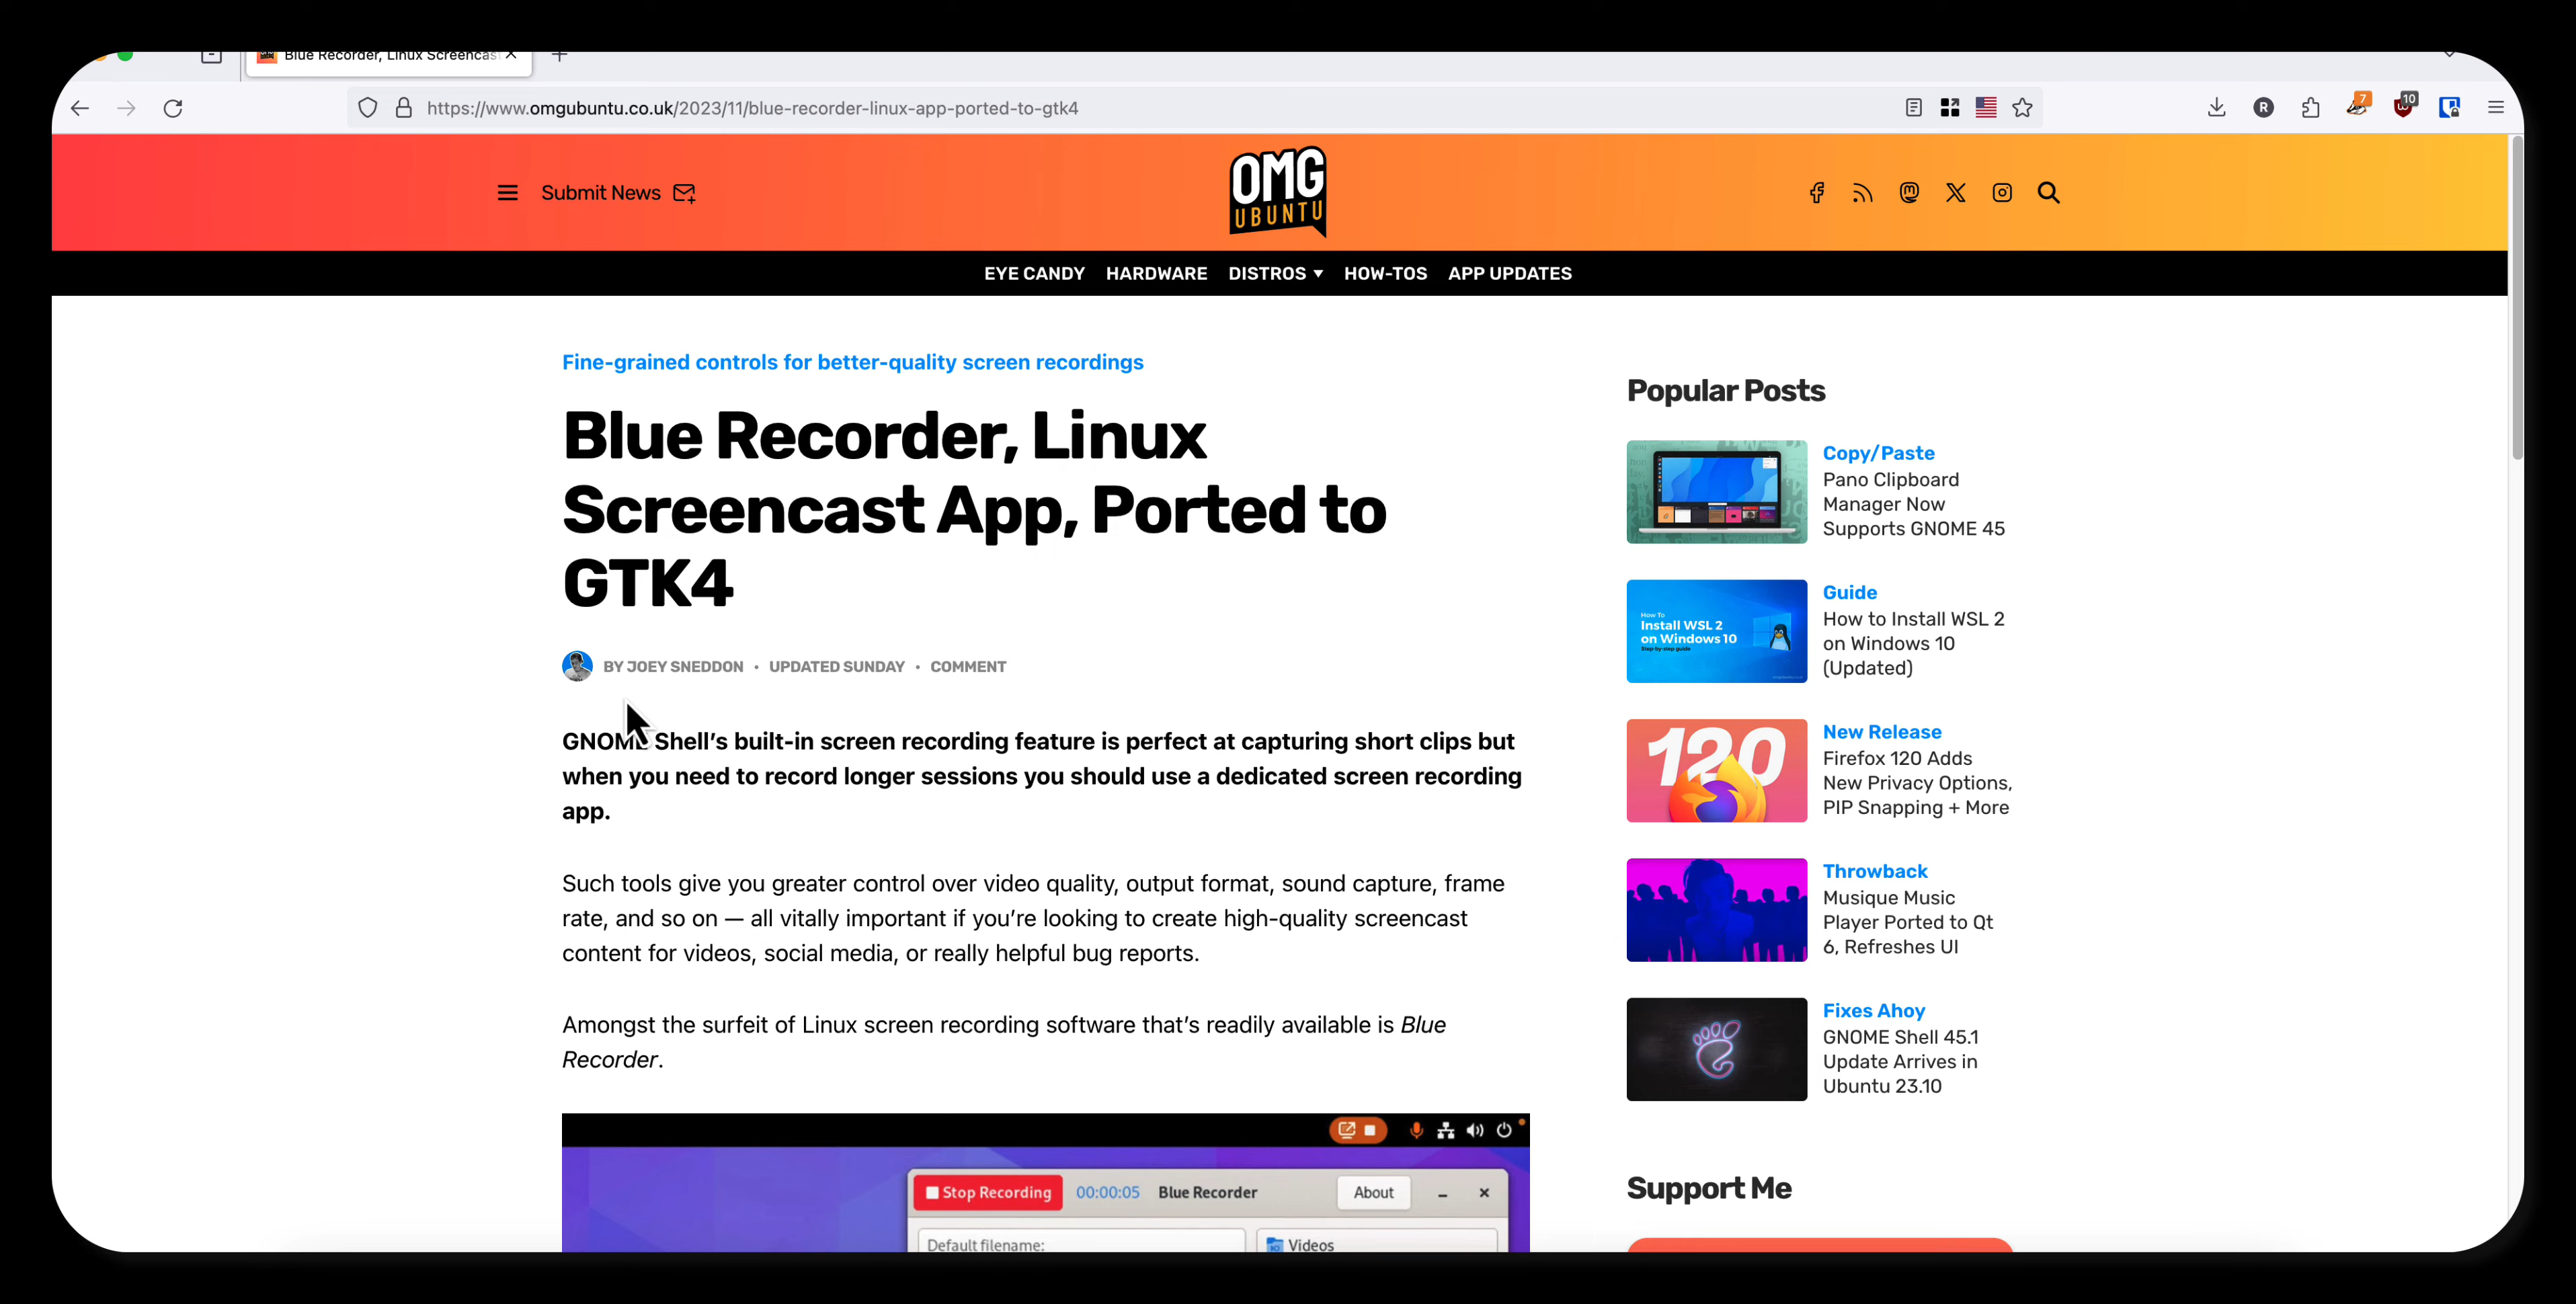 Blue Recorder, Linux Screencast
https://www.omgubuntu.co.uk/2023/11/blue-recorder-linux-app-ported-to-gtk4
R
7
10
Submit News
OMG
UBUNTU
EYE CANDY HARDWARE DISTROS HOW-TOS APP UPDATES
Fine-grained controls for better-quality screen recordings
Blue Recorder, Linux
Screencast App, Ported to
GTK4
BY JOEY SNEDDON • UPDATED SUNDAY • COMMENT
GNOME Shell’s built-in screen recording feature is perfect at capturing short clips but
when you need to record longer sessions you should use a dedicated screen recording
app.
Such tools give you greater control over video quality, output format, sound capture, frame
rate, and so on — all vitally important if you’re looking to create high-quality screencast
content for videos, social media, or really helpful bug reports.
Amongst the surfeit of Linux screen recording software that’s readily available is Blue
Recorder.
Stop Recording 00:00:05 Blue Recorder About
Default filename: Videos
Popular Posts
Copy/Paste
Pano Clipboard
Manager Now
Supports GNOME 45
How To
Install WSL 2
on Windows 10
Step-by-step guide
Guide
How to Install WSL 2
on Windows 10
(Updated)
120
New Release
Firefox 120 Adds
New Privacy Options,
PIP Snapping + More
Throwback
Musique Music
Player Ported to Qt
6, Refreshes UI
Fixes Ahoy
GNOME Shell 45.1
Update Arrives in
Ubuntu 23.10
Support Me